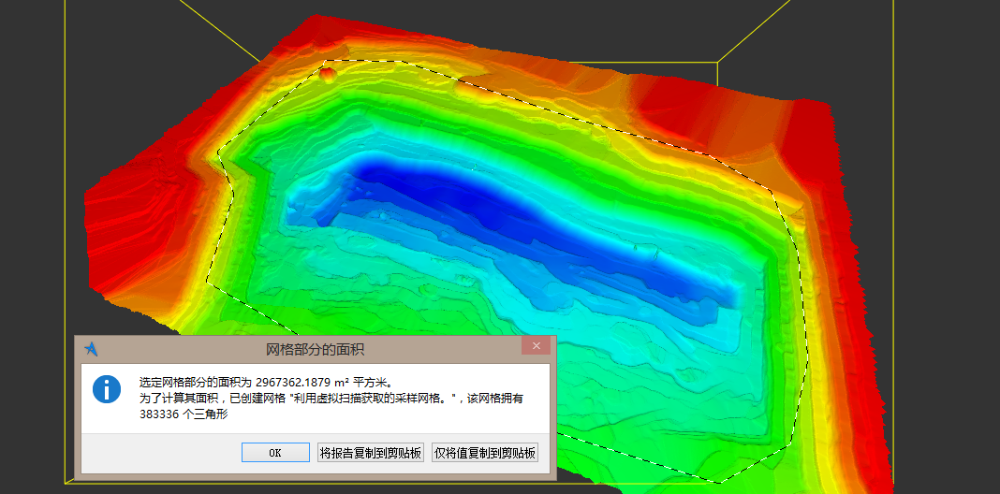 网格部分的面积
选定网格部分的面积为 2967362.1879 m² 平方米。
为了计算其面积，已创建网格 "利用虚拟扫描获取的采样网格。"，该网格拥有
383336 个三角形
OK
将报告复制到剪贴板
仅将值复制到剪贴板